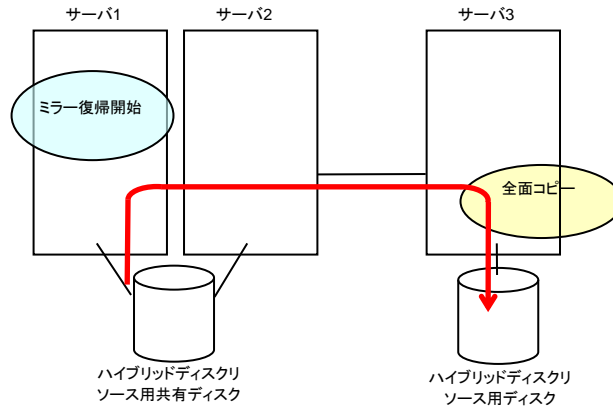 サーバ1
サーバ2
サーバ3
ミラー復帰開始
全面コピー
ハイブリッドディスクリ
ソース用共有ディスク
ハイブリッドディスクリ
ソース用ディスク